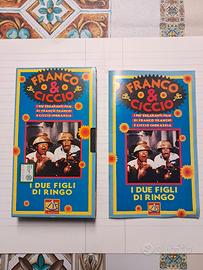 FRANCO
&
CICCIO
I PIÙ ESILARANTI FILM
DI FRANCO FRANCHI
E CICCIO INGRASSIA
I DUE FIGLI
DI RINGO
FRANCO
&
CICCIO
I PIÙ ESILARANTI FILM
DI FRANCO FRANCHI
E CICCIO INGRASSIA
I DUE FIGLI
DI RINGO